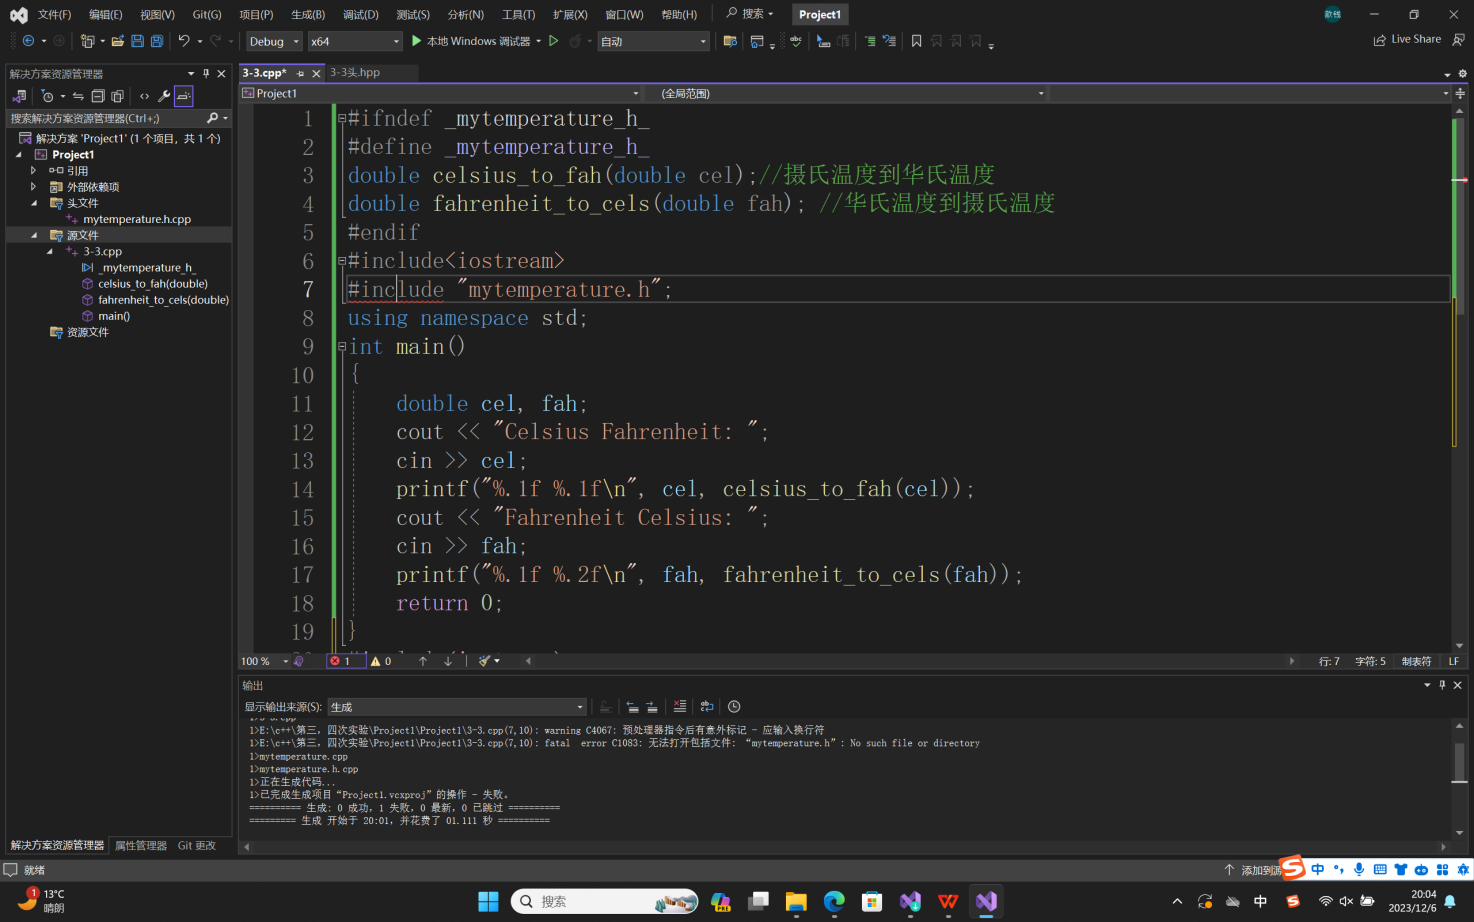 文件(F) 编辑(E) 视图(V) Git(G) 项目(P) 生成(B) 调试(D) 测试(S) 分析(N) 工具(T) 扩展(X) 窗口(W) 帮助(H) 搜索 Project1
Debug x64 本地 Windows 调试器 自动 Live Share
解决方案资源管理器
搜索解决方案资源管理器(Ctrl+;)
解决方案 'Project1' (1 个项目，共 1 个)
Project1
引用
外部依赖项
头文件
mytemperature.h.cpp
源文件
3-3.cpp
_mytemperature_h_
celsius_to_fah(double)
fahrenheit_to_cels(double)
main()
资源文件
解决方案资源管理器 属性管理器 Git 更改
3-3.cpp* 3-3头.hpp
Project1 (全局范围)
1 #ifndef _mytemperature_h_
2 #define _mytemperature_h_
3 double celsius_to_fah(double cel);//摄氏温度到华氏温度
4 double fahrenheit_to_cels(double fah); //华氏温度到摄氏温度
5 #endif
6 #include<iostream>
7 #include "mytemperature.h";
8 using namespace std;
9 int main()
10 {
11 double cel, fah;
12 cout << "Celsius Fahrenheit: ";
13 cin >> cel;
14 printf("%.1f %.1f\n", cel, celsius_to_fah(cel));
15 cout << "Fahrenheit Celsius: ";
16 cin >> fah;
17 printf("%.1f %.2f\n", fah, fahrenheit_to_cels(fah));
18 return 0;
19 }
100 % 1 0 行: 7 字符: 5 制表符 LF
输出
显示输出来源(S): 生成
1>3-3.cpp
1>E:\c++\第三，四次实验\Project1\Project1\3-3.cpp(7,10): warning C4067: 预处理器指令后有意外标记 - 应输入换行符
1>E:\c++\第三，四次实验\Project1\Project1\3-3.cpp(7,10): fatal  error C1083: 无法打开包括文件: “mytemperature.h”: No such file or directory
1>mytemperature.cpp
1>mytemperature.h.cpp
1>正在生成代码...
1>已完成生成项目“Project1.vcxproj”的操作 - 失败。
========== 生成: 0 成功，1 失败，0 最新，0 已跳过 ==========
========= 生成 开始于 20:01，并花费了 01.111 秒 ==========
就绪 添加到源 中
1 13°C
晴朗
搜索 PRE 中 20:04
2023/12/6